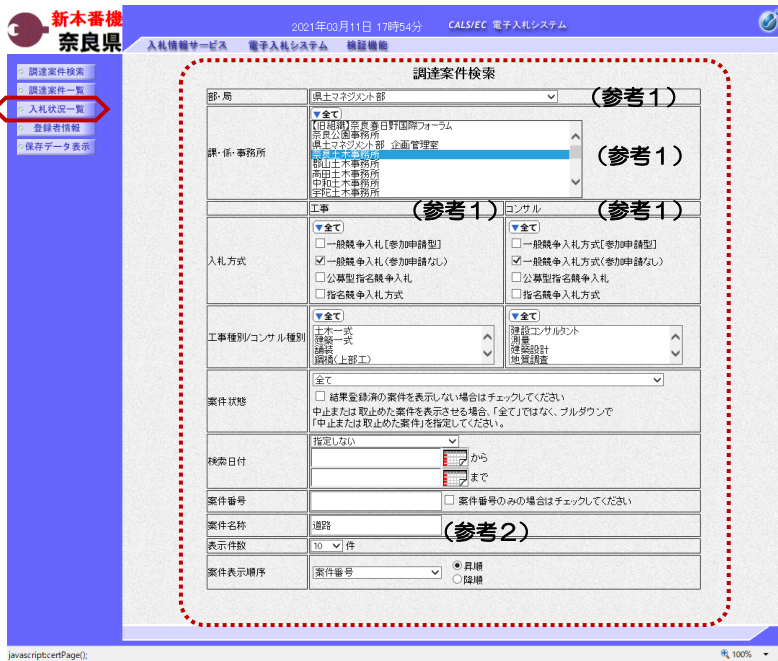 新本番機
奈良県
2021年03月11日 17時54分 CALS/EC 電子入札システム
入札情報サービス 電子入札システム 検証機能
調達案件検索
調達案件一覧
入札状況一覧
登録者情報
保存データ表示
調達案件検索
部・局
県土マネジメント部
(参考1)
課・係・事務所
▼全て
【旧組織】奈良春日野国際フォーラム
奈良公園事務所
県土マネジメント部 企画管理室
奈良土木事務所
郡山土木事務所
高田土木事務所
中和土木事務所
宇陀土木事務所
(参考1)
工事
(参考1)
コンサル
(参考1)
入札方式
▼全て
一般競争入札[参加申請型]
一般競争入札(参加申請なし)
公募型指名競争入札
指名競争入札方式
▼全て
一般競争入札方式[参加申請型]
一般競争入札方式(参加申請なし)
公募型指名競争入札
指名競争入札方式
工事種別/コンサル種別
▼全て
土木一式
建築一式
舗装
鋼橋(上部工)
▼全て
建設コンサルタント
測量
建築設計
地質調査
案件状態
全て
結果登録済の案件を表示しない場合はチェックしてください
中止または取止めた案件を表示させる場合、「全て」ではなく、プルダウンで
「中止または取止めた案件」を指定してください。
検索日付
指定しない
から
まで
案件番号
案件番号のみの場合はチェックしてください
案件名称
道路
(参考2)
表示件数
10 件
案件表示順序
案件番号
昇順
降順
javascript:certPage();
100%